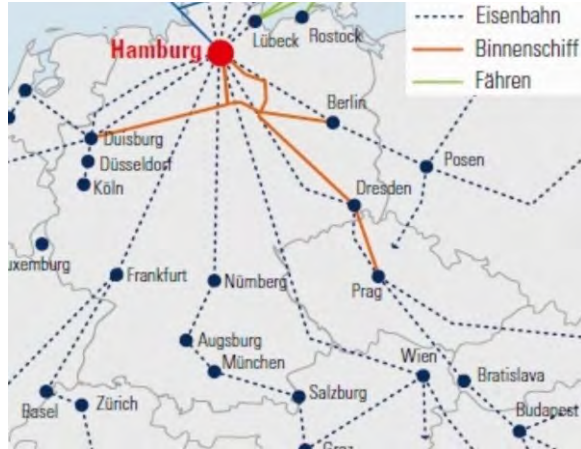 Eisenbahn
Binnenschiff
Fähren
Lübeck
Rostock
Hamburg
Berlin
Duisburg
Düsseldorf
Köln
Posen
Dresden
uxemburg
Frankfurt
Nürnberg
Prag
Augsburg
München
Wien
Bratislava
Salzburg
Basel
Zürich
Budapest
Graz